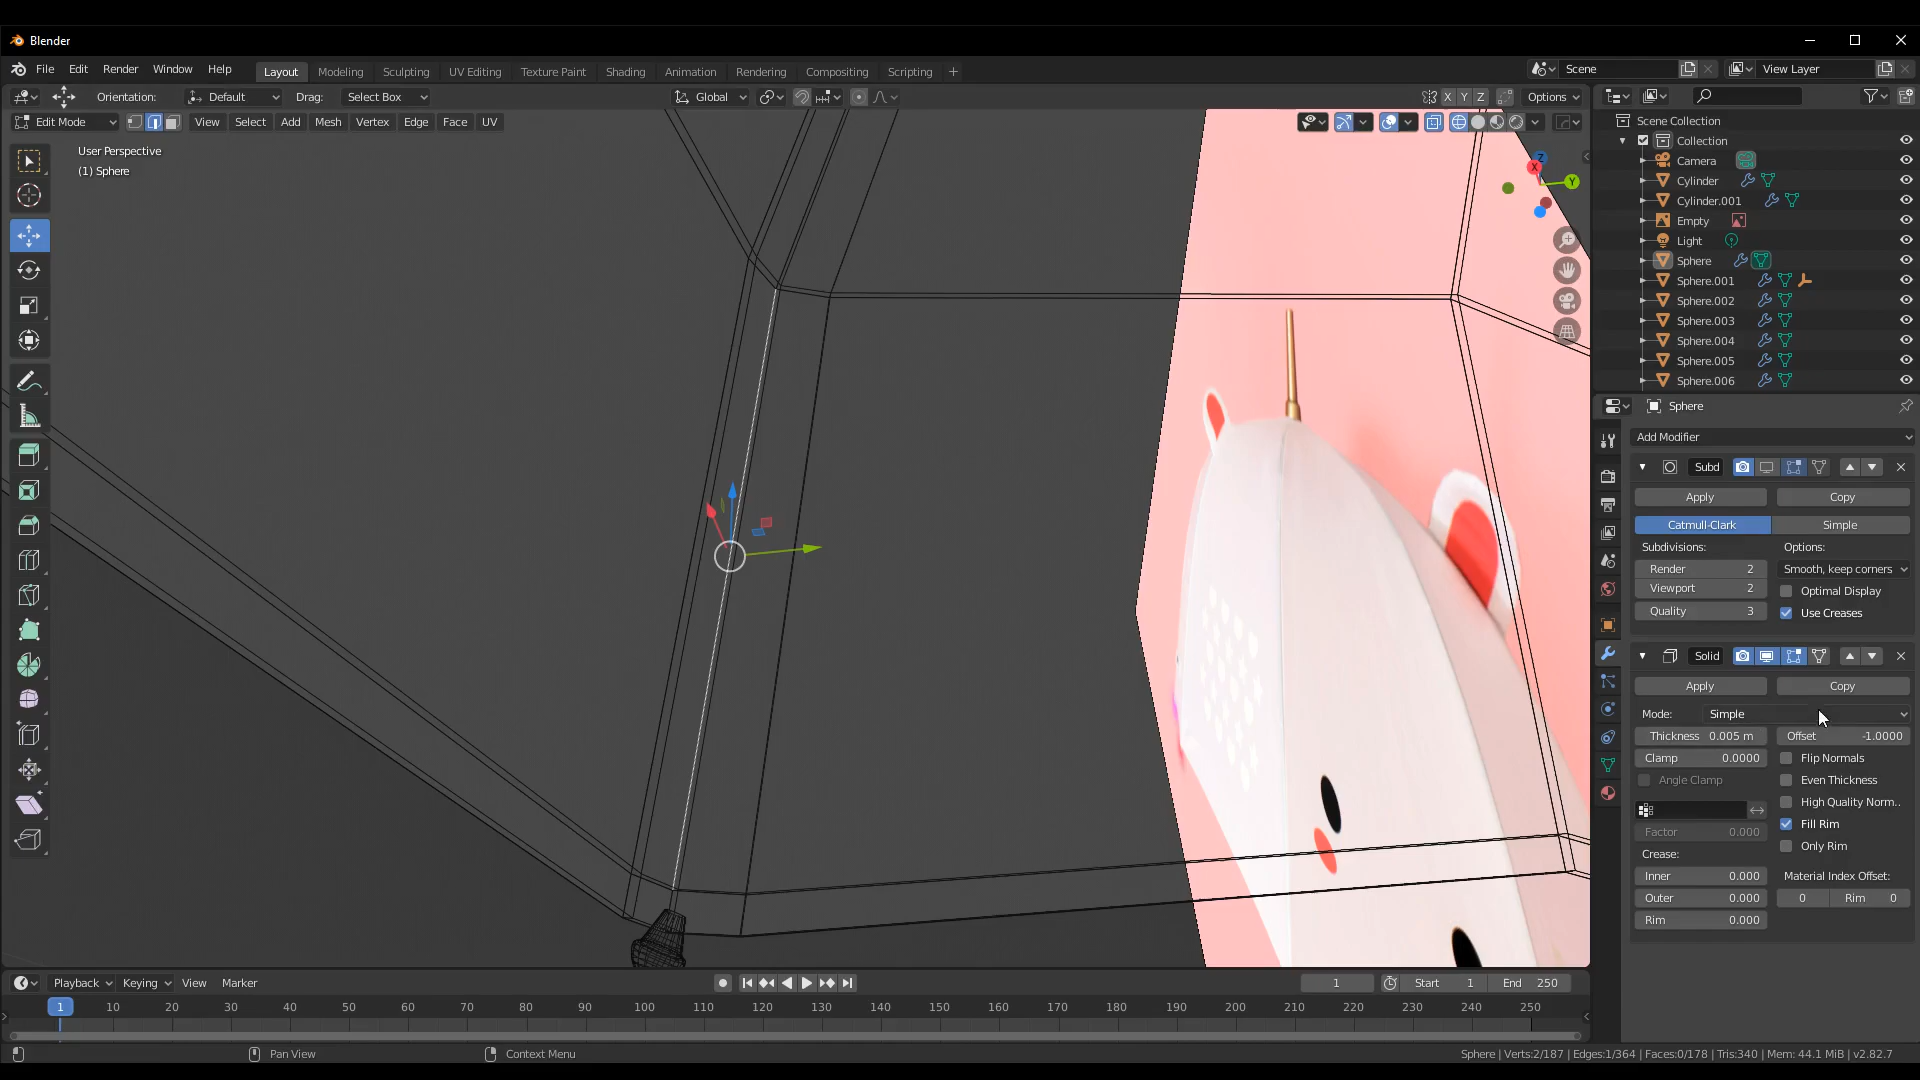 Blender
File Edit Render Window Help
Layout Modeling Sculpting UV Editing Texture Paint Shading Animation Rendering Compositing Scripting +
Scene
View Layer
Orientation: Default Drag: Select Box
Global
X Y Z Options
Edit Mode View Select Add Mesh Vertex Edge Face UV
User Perspective
(1) Sphere
Z
X
Y
Scene Collection
Collection
Camera
Cylinder
Cylinder.001
Empty
Light
Sphere
Sphere.001
Sphere.002
Sphere.003
Sphere.004
Sphere.005
Sphere.006
Sphere
Add Modifier
Subd
Apply Copy
Catmull-Clark Simple
Subdivisions: Options:
Render 2 Smooth, keep corners
Viewport 2 Optimal Display
Quality 3 Use Creases
Solid
Apply Copy
Mode: Simple
Thickness 0.005 m Offset -1.0000
Clamp 0.0000 Flip Normals
Angle Clamp Even Thickness
High Quality Norm..
Factor 0.000 Fill Rim
Crease: Only Rim
Inner 0.000 Material Index Offset:
Outer 0.000 0 Rim 0
Rim 0.000
Playback Keying View Marker
1 Start 1 End 250
1 10 20 30 40 50 60 70 80 90 100 110 120 130 140 150 160 170 180 190 200 210 220 230 240 250
Pan View Context Menu
Sphere | Verts:2/187 | Edges:1/364 | Faces:0/178 | Tris:340 | Mem: 44.1 MiB | v2.82.7